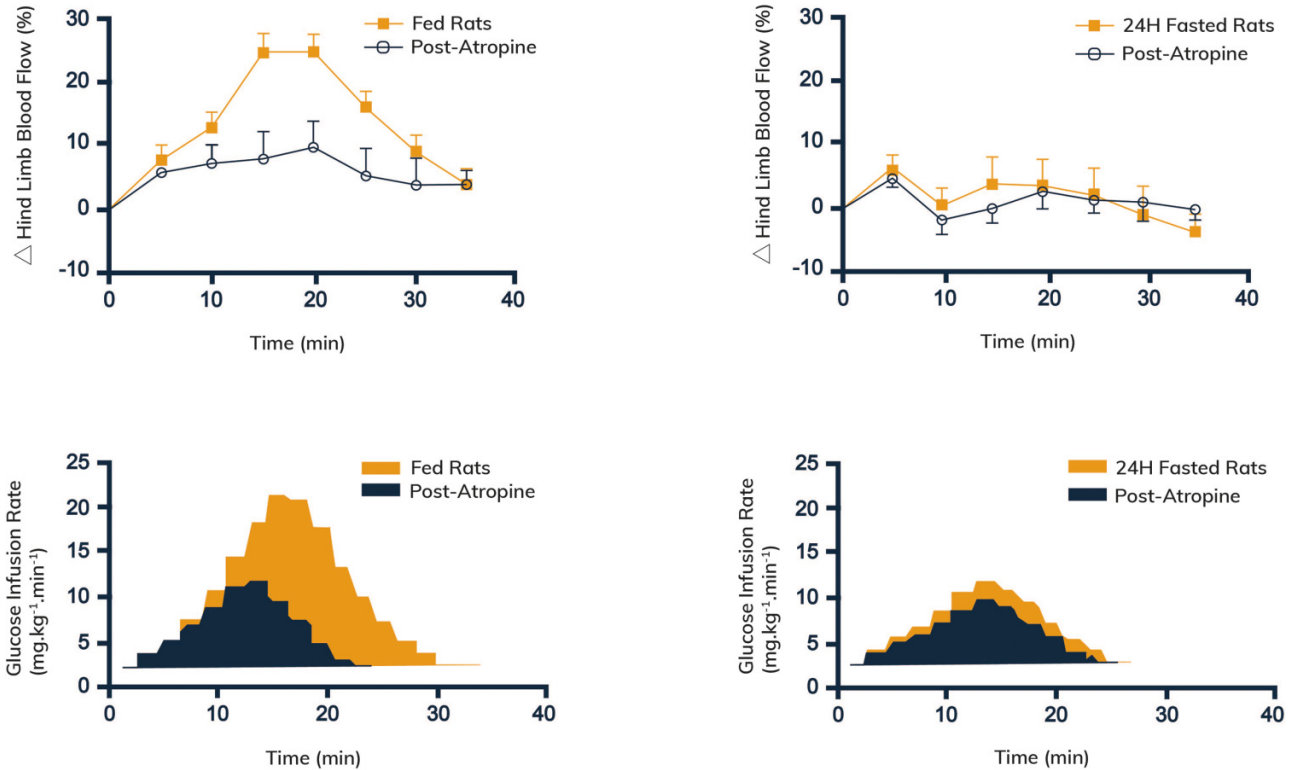 △ Hind Limb Blood Flow (%)
30
20
10
0
-10
0
10
20
30
40
Time (min)
Fed Rats
Post-Atropine
△ Hind Limb Blood Flow (%)
30
20
10
0
-10
0
10
20
30
40
Time (min)
24H Fasted Rats
Post-Atropine
Glucose Infusion Rate
(mg.kg⁻¹.min⁻¹)
25
20
15
10
5
0
0
10
20
30
40
Time (min)
Fed Rats
Post-Atropine
Glucose Infusion Rate
(mg.kg⁻¹.min⁻¹)
25
20
15
10
5
0
0
10
20
30
40
Time (min)
24H Fasted Rats
Post-Atropine